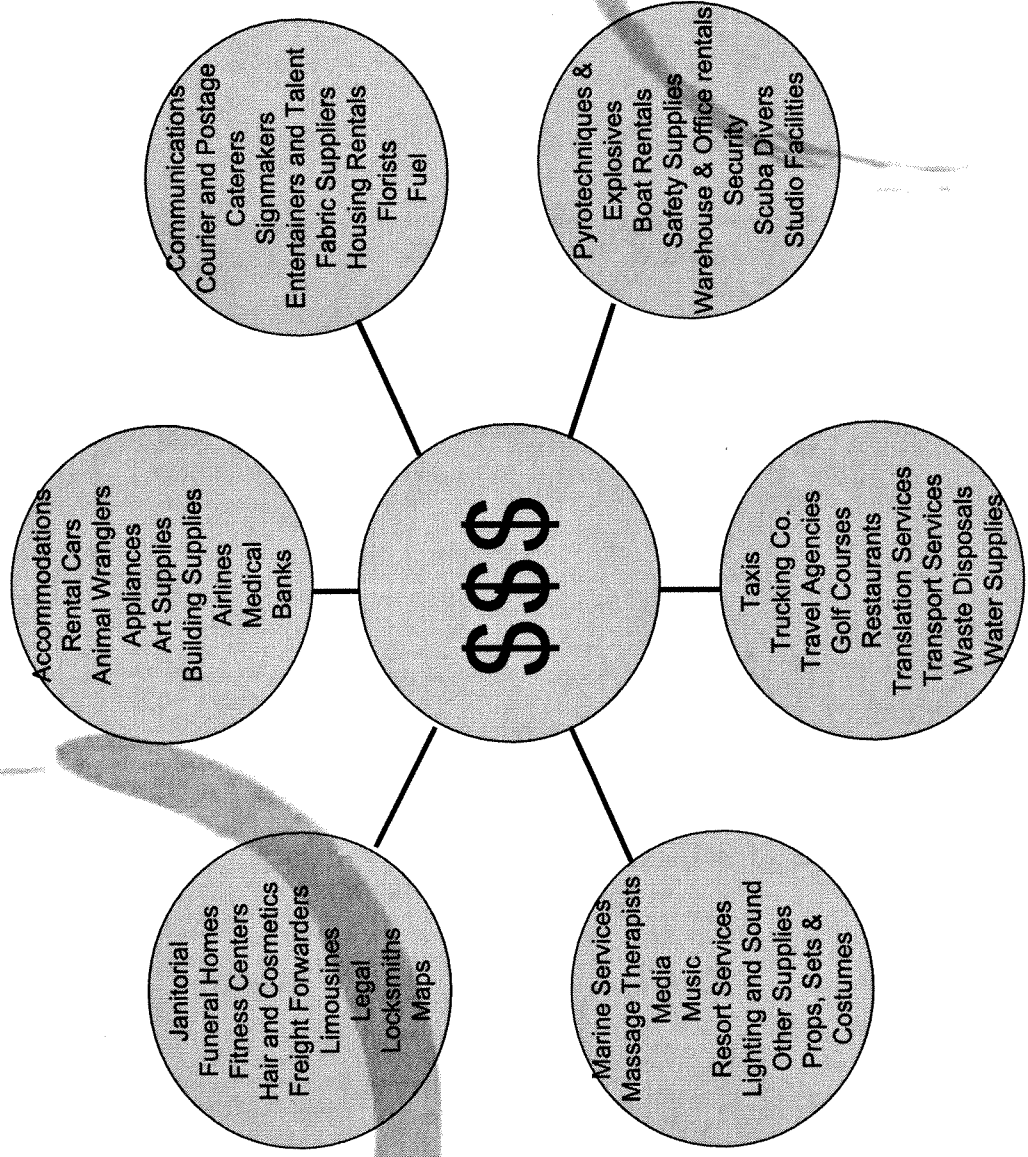 Accommodations
Rental Cars
Animal Wranglers
Appliances
Art Supplies
Building Supplies
Airlines
Medical
Banks
Communications
Courier and Postage
Caterers
Signmakers
Entertainers and Talent
Fabric Suppliers
Housing Rentals
Florists
Fuel
Pyrotechniques &
Explosives
Boat Rentals
Safety Supplies
Warehouse & Office rentals
Security
Scuba Divers
Studio Facilities
Taxis
Trucking Co.
Travel Agencies
Golf Courses
Restaurants
Translation Services
Transport Services
Waste Disposals
Water Supplies
Marine Services
Massage Therapists
Media
Music
Resort Services
Lighting and Sound
Other Supplies
Props, Sets &
Costumes
Janitorial
Funeral Homes
Fitness Centers
Hair and Cosmetics
Freight Forwarders
Limousines
Legal
Locksmiths
Maps
$$$